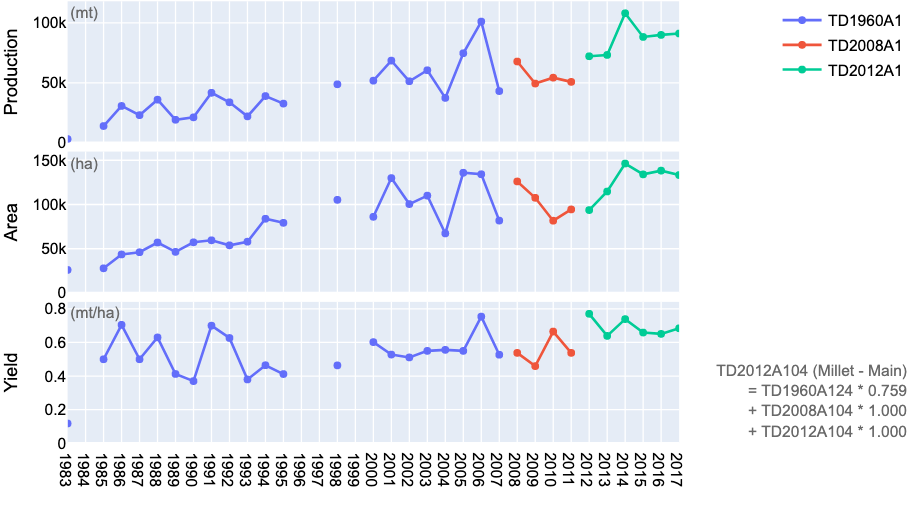 Production
(mt)
100k
50k
0
TD1960A1
TD2008A1
TD2012A1
Area
(ha)
150k
100k
50k
0
Yield
(mt/ha)
0.8
0.6
0.4
0.2
0
1983 1984 1985 1986 1987 1988 1989 1990 1991 1992 1993 1994 1995 1996 1997 1998 1999 2000 2001 2002 2003 2004 2005 2006 2007 2008 2009 2010 2011 2012 2013 2014 2015 2016 2017
TD2012A104 (Millet - Main)
= TD1960A124 * 0.759
+ TD2008A104 * 1.000
+ TD2012A104 * 1.000